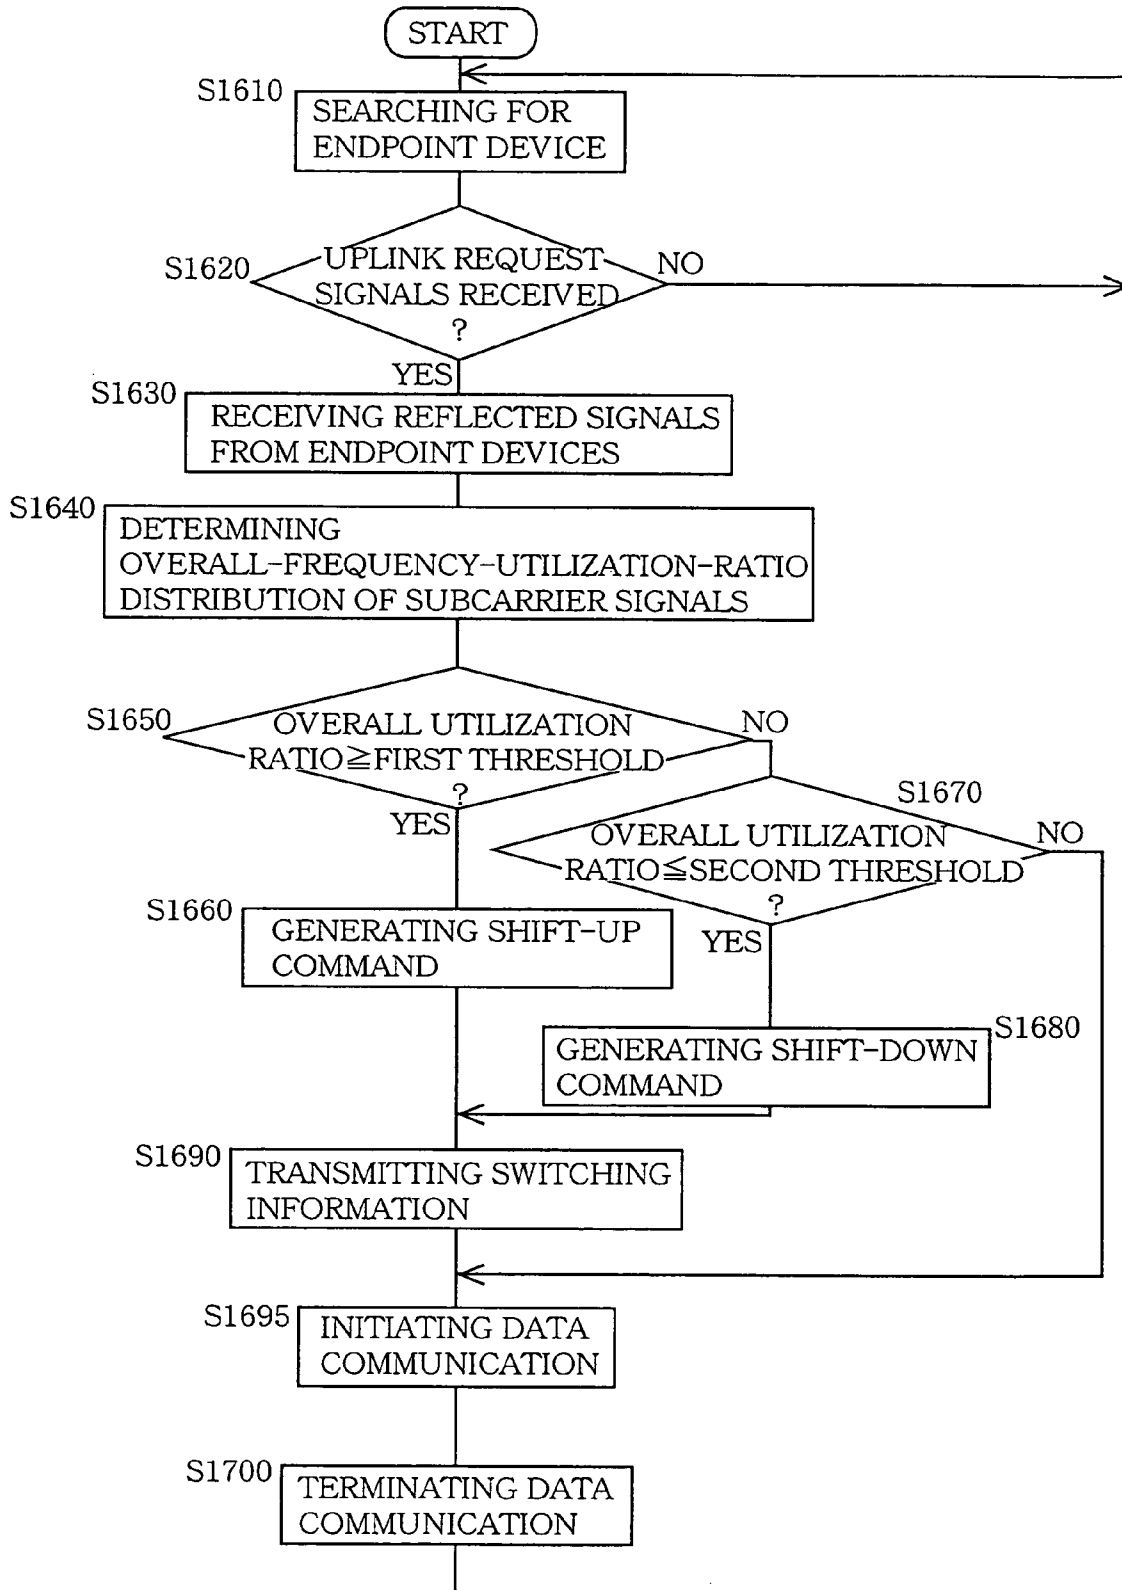 START
S1610
SEARCHING FOR
ENDPOINT DEVICE
S1620
UPLINK REQUEST
SIGNALS RECEIVED
?
NO
YES
S1630
RECEIVING REFLECTED SIGNALS
FROM ENDPOINT DEVICES
S1640
DETERMINING
OVERALL-FREQUENCY-UTILIZATION-RATIO
DISTRIBUTION OF SUBCARRIER SIGNALS
S1650
OVERALL UTILIZATION
RATIO≧FIRST THRESHOLD
?
NO
YES
S1670
OVERALL UTILIZATION
RATIO≦SECOND THRESHOLD
?
NO
YES
S1660
GENERATING SHIFT-UP
COMMAND
S1680
GENERATING SHIFT-DOWN
COMMAND
S1690
TRANSMITTING SWITCHING
INFORMATION
S1695
INITIATING DATA
COMMUNICATION
S1700
TERMINATING DATA
COMMUNICATION